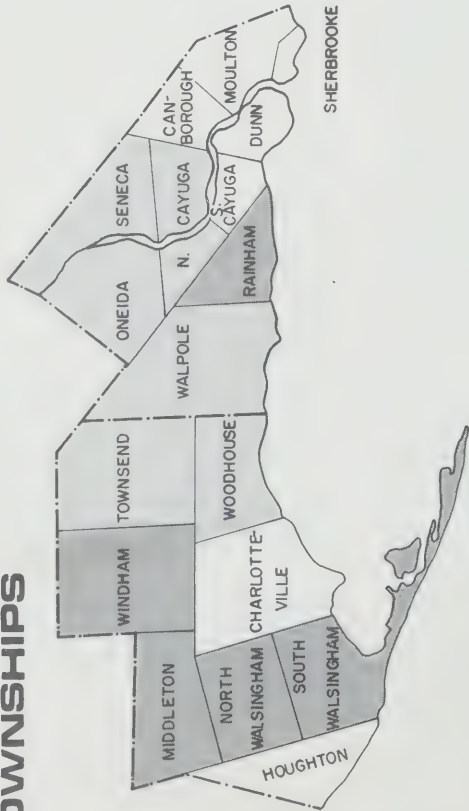 OWNSHIPS
SENECA
CAN-
BOROUGH
MOULTON
ONEIDA
CAYUGA
N.
S.
CAYUGA
DUNN
SHERBROOKE
RAINHAM
WALPOLE
TOWNSEND
WOODHOUSE
WINDHAM
CHARLOTTE-
VILLE
MIDDLETON
NORTH
WALSINGHAM
SOUTH
WALSINGHAM
HOUGHTON